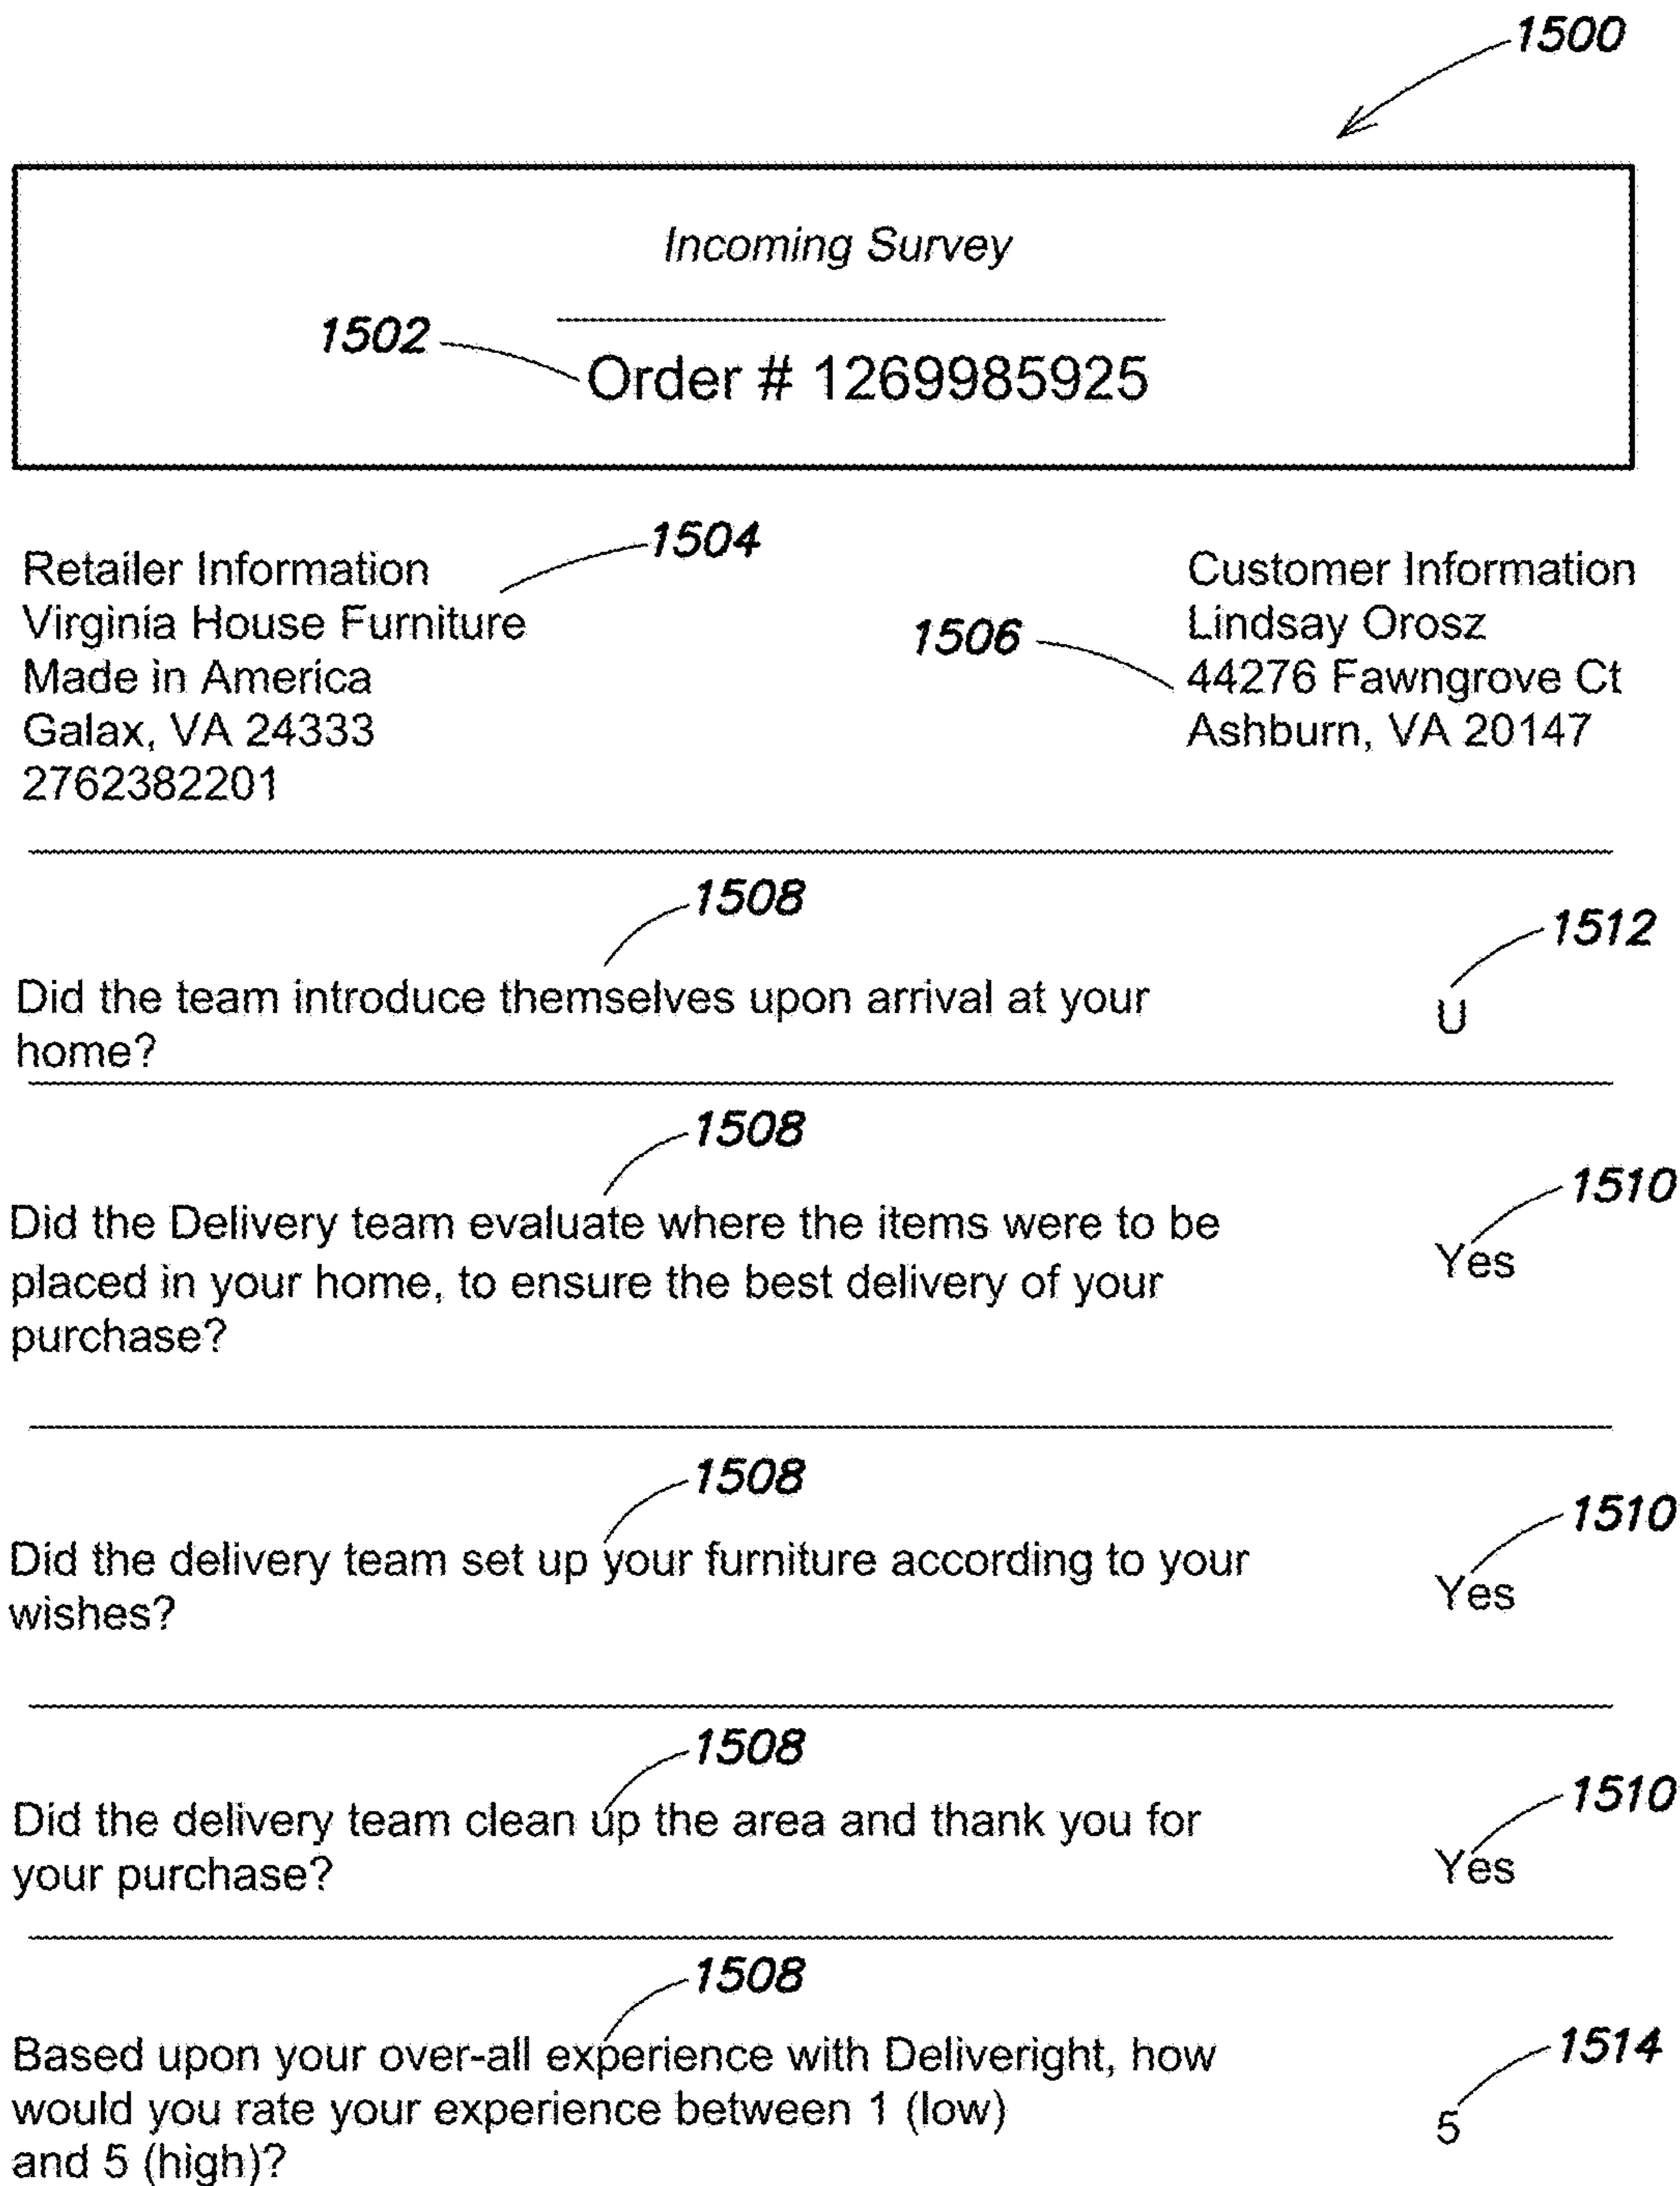 1500
Incoming Survey
1502
Order # 1269985925
Retailer Information
Virginia House Furniture
Made in America
Galax, VA 24333
2762382201
1504
1506
Customer Information
Lindsay Orosz
44276 Fawngrove Ct
Ashburn, VA 20147
1508
1512
Did the team introduce themselves upon arrival at your
home?
U
1508
1510
Did the Delivery team evaluate where the items were to be
placed in your home, to ensure the best delivery of your
purchase?
Yes
1508
1510
Did the delivery team set up your furniture according to your
wishes?
Yes
1508
1510
Did the delivery team clean up the area and thank you for
your purchase?
Yes
1508
1514
Based upon your over-all experience with Deliveright, how
would you rate your experience between 1 (low)
and 5 (high)?
5